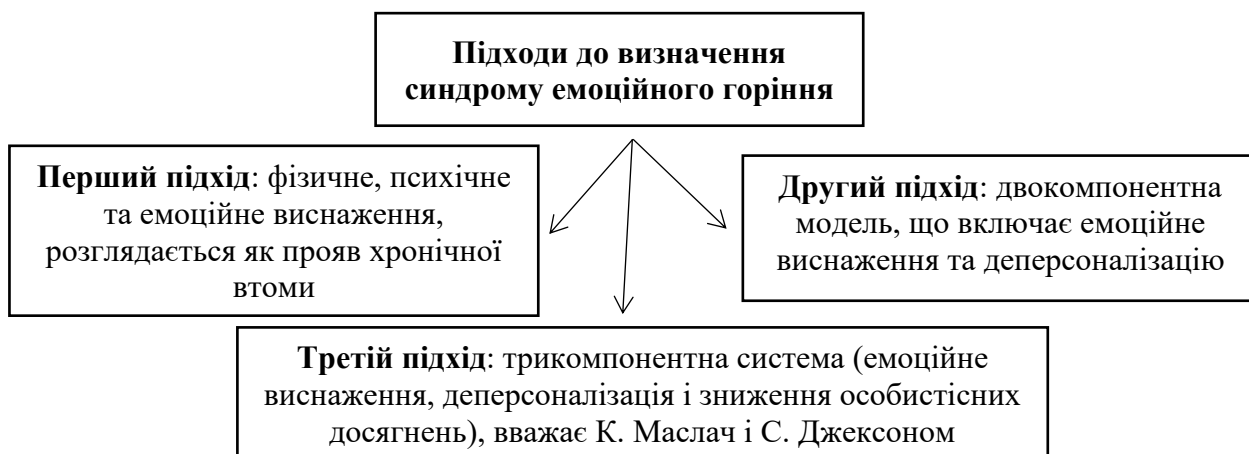 Підходи до визначення
синдрому емоційного горіння
Перший підхід: фізичне, психічне
та емоційне виснаження,
розглядається як прояв хронічної
втоми
Другий підхід: двокомпонентна
модель, що включає емоційне
виснаження та деперсоналізацію
Третій підхід: трикомпонентна система (емоційне
виснаження, деперсоналізація і зниження особистісних
досягнень), вважає К. Маслач і С. Джексоном